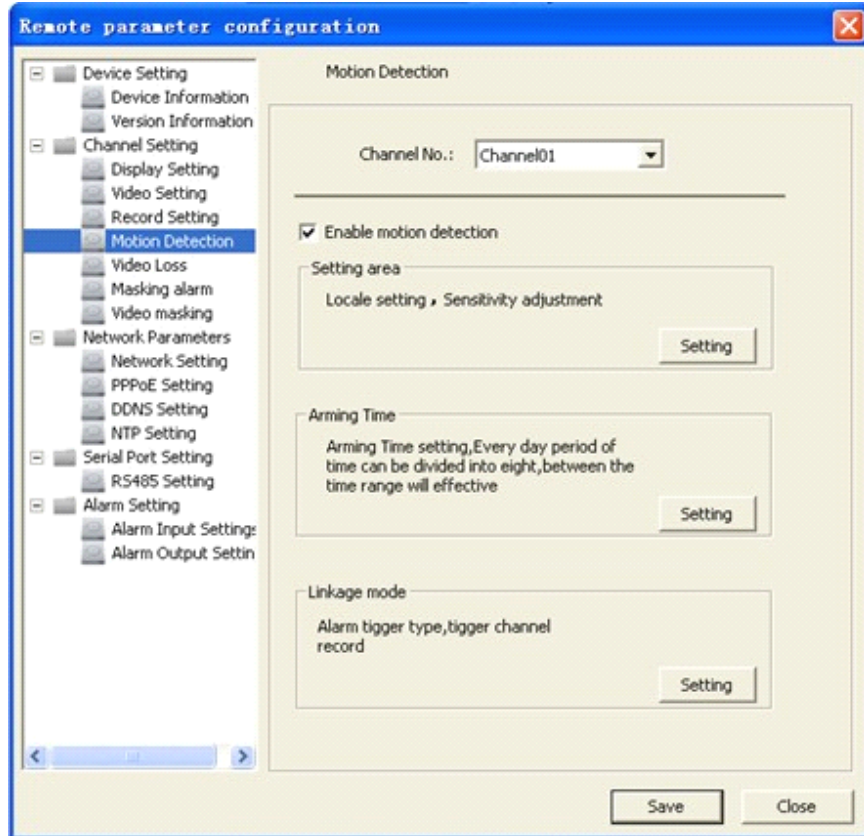 Remote parameter configuration
Device Setting
Device Information
Version Information
Channel Setting
Display Setting
Video Setting
Record Setting
Motion Detection
Video Loss
Masking alarm
Video masking
Network Parameters
Network Setting
PPPoE Setting
DDNS Setting
NTP Setting
Serial Port Setting
RS485 Setting
Alarm Setting
Alarm Input Settings
Alarm Output Settin
Motion Detection
Channel No.: Channel01
Enable motion detection
Setting area
Locale setting , Sensitivity adjustment
Setting
Arming Time
Arming Time setting,Every day period of
time can be divided into eight,between the
time range will effective
Setting
Linkage mode
Alarm tigger type,tigger channel
record
Setting
Save Close